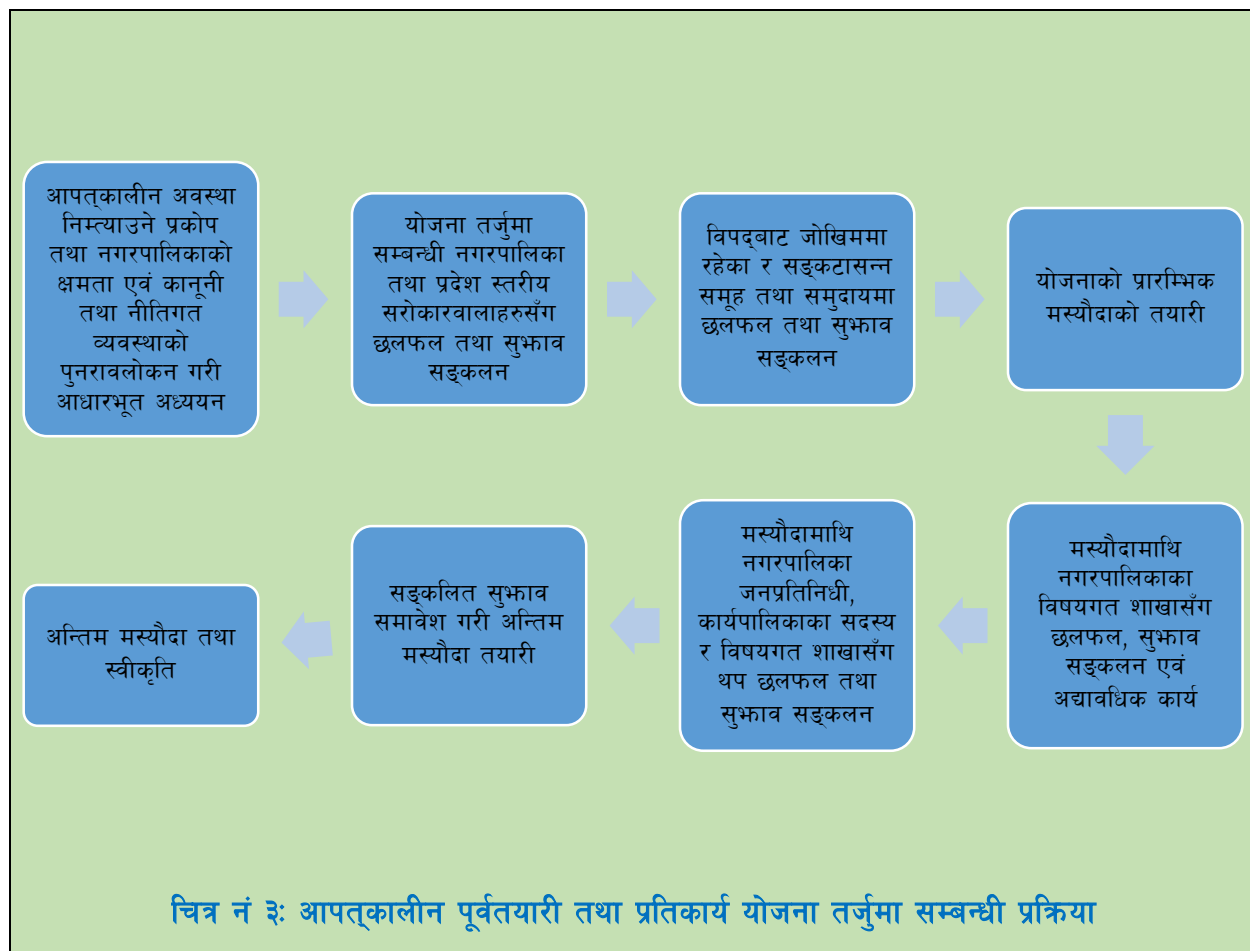 आपत्कालीन अवस्था
निम्त्याउने प्रकोप
तथा नगरपालिकाको
क्षमता एवं कानूनी
तथा नीतिगत
व्यवस्थाको
पुनरावलोकन गरी
आधारभूत अध्ययन
योजना तर्जुमा
सम्बन्धी नगरपालिका
तथा प्रदेश स्तरीय
सरोकारवालाहरुसँग
छलफल तथा सुझाव
सङ्कलन
विपद्बाट जोखिममा
रहेका र सङ्कटासन्न
समूह तथा समुदायमा
छलफल तथा सुझाव
सङ्कलन
योजनाको प्रारम्भिक
मस्यौदाको तयारी
मस्यौदामाथि
नगरपालिकाका
विषयगत शाखासँग
छलफल, सुझाव
सङ्कलन एवं
अद्यावधिक कार्य
मस्यौदामाथि
नगरपालिका
जनप्रतिनिधी,
कार्यपालिकाका सदस्य
र विषयगत शाखासँग
थप छलफल तथा
सुझाव सङ्कलन
सङ्कलित सुझाव
समावेश गरी अन्तिम
मस्यौदा तयारी
अन्तिम मस्यौदा तथा
स्वीकृति
चित्र नं ३ः आपत्कालीन पूर्वतयारी तथा प्रतिकार्य योजना तर्जुमा सम्बन्धी प्रक्रिया